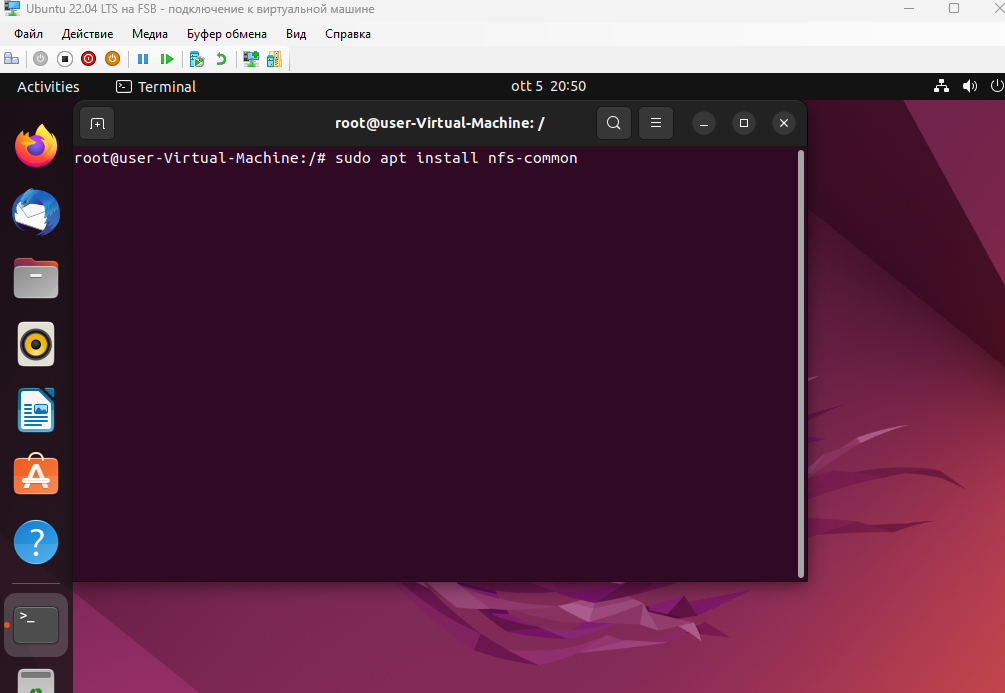 Ubuntu 22.04 LTS на FSB - подключение к виртуальной машине
Файл Действие Медиа Буфер обмена Вид Справка
Activities Terminal ott 5 20:50
root@user-Virtual-Machine: /
root@user-Virtual-Machine:/# sudo apt install nfs-common
A
?
>_